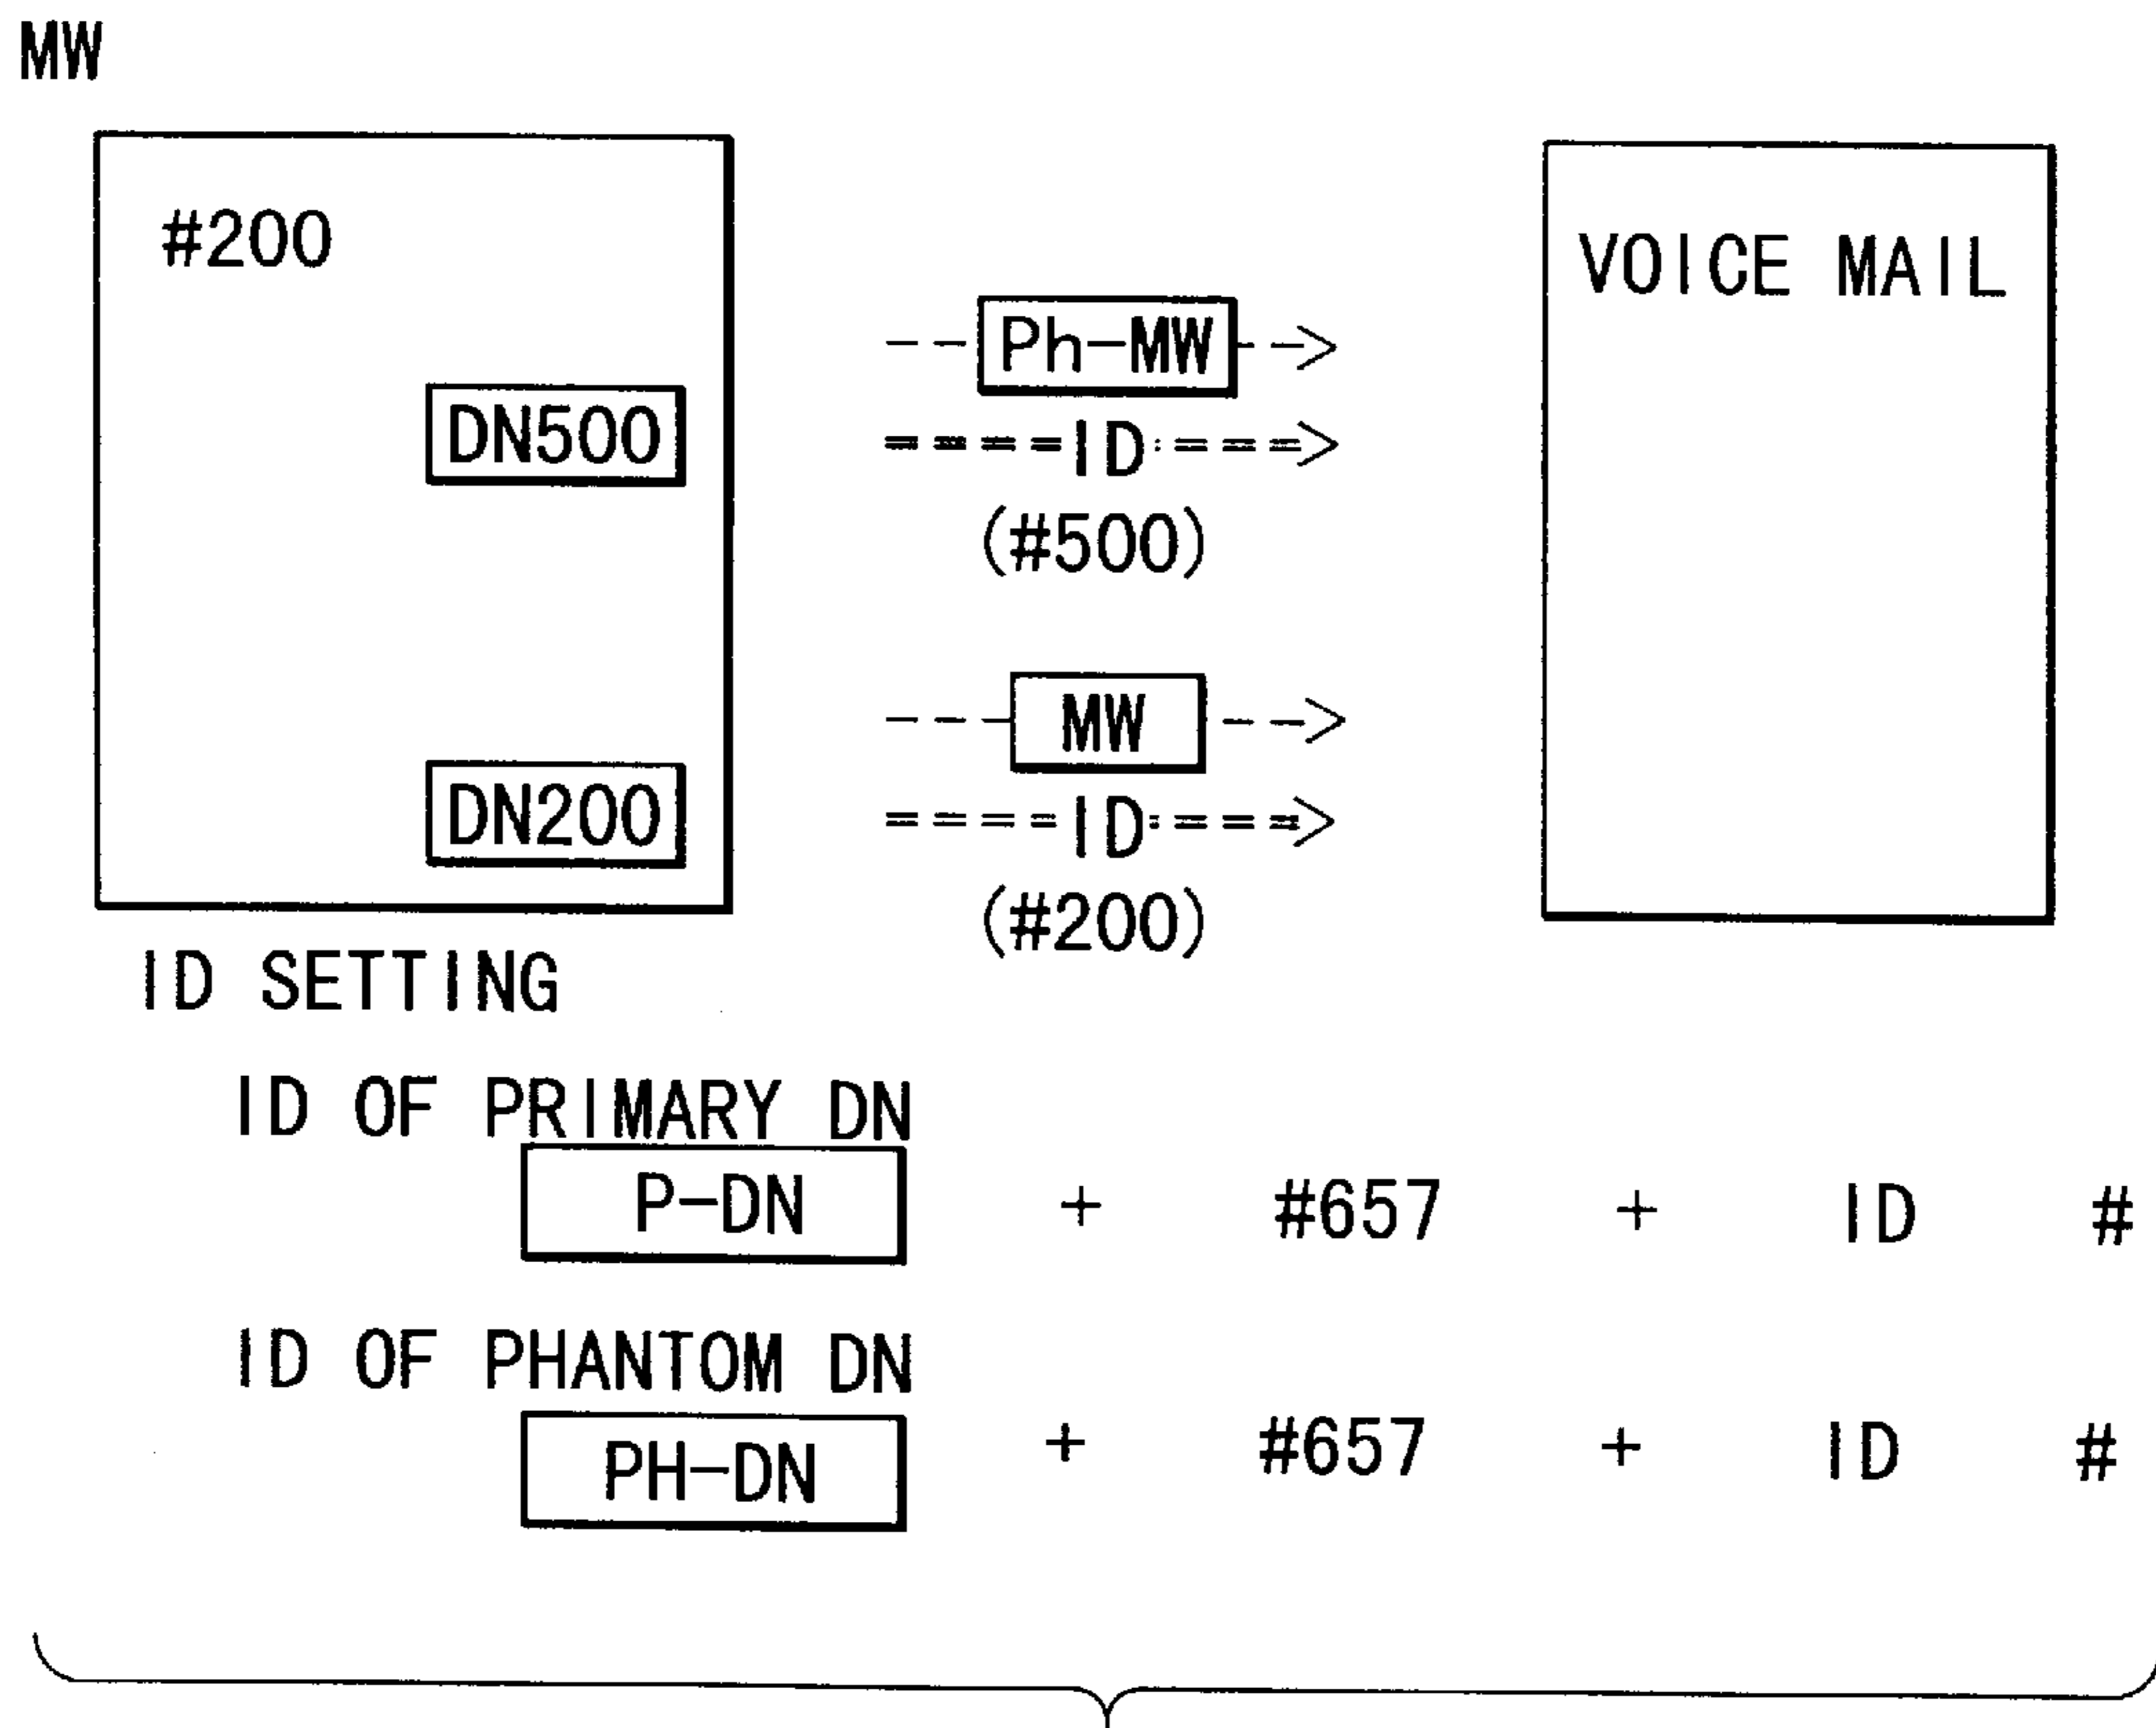 MW
#200
VOICE MAIL
Ph-MW
DN500
====ID====>
(#500)
MW
DN200
====ID====>
(#200)
ID SETTING
ID OF PRIMARY DN
P-DN + #657 + ID #
ID OF PHANTOM DN
PH-DN + #657 + ID #